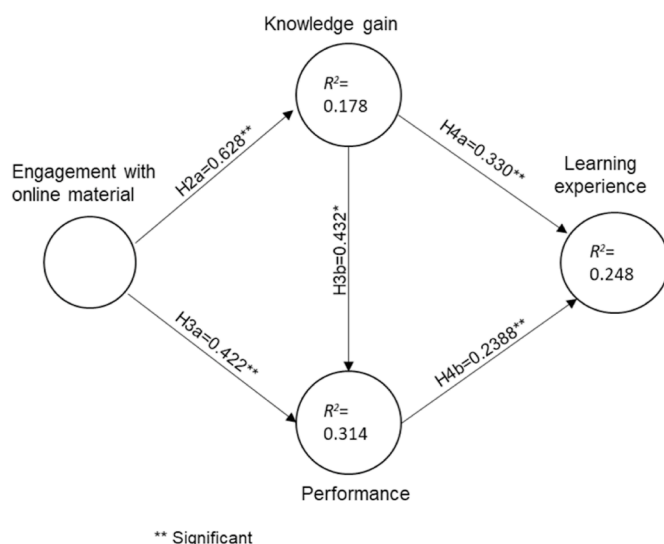 Knowledge gain
R²=
0.178
H2a=0.628**
H4a=0.330**
Engagement with
online material
Learning
experience
H3b=0.432*
R²=
0.248
H3a=0.422**
H4b=0.2388**
R²=
0.314
Performance
** Significant